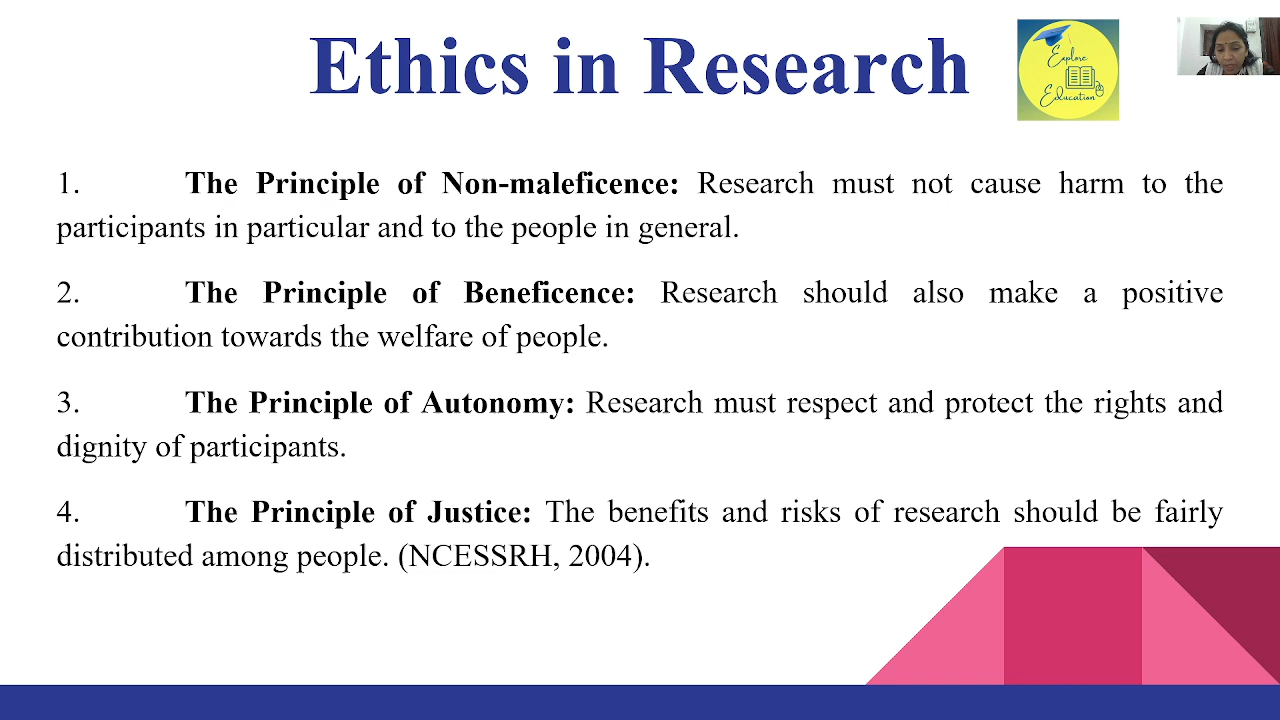 Ethics in Research
Explore
Education
1. The Principle of Non-maleficence: Research must not cause harm to the
participants in particular and to the people in general.
2. The Principle of Beneficence: Research should also make a positive
contribution towards the welfare of people.
3. The Principle of Autonomy: Research must respect and protect the rights and
dignity of participants.
4. The Principle of Justice: The benefits and risks of research should be fairly
distributed among people. (NCESSRH, 2004).